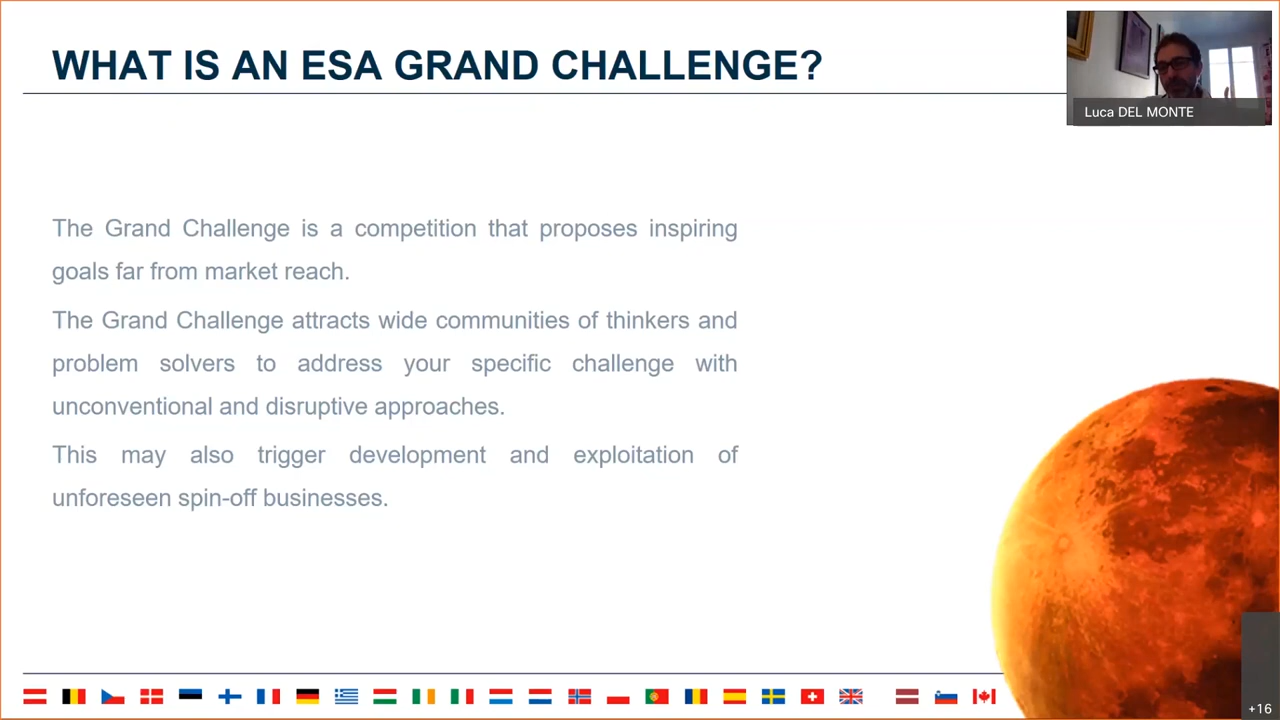 WHAT IS AN ESA GRAND CHALLENGE?
Luca DEL MONTE
The Grand Challenge is a competition that proposes inspiring
goals far from market reach.
The Grand Challenge attracts wide communities of thinkers and
problem solvers to address your specific challenge with
unconventional and disruptive approaches.
This may also trigger development and exploitation of
unforeseen spin-off businesses.
+16